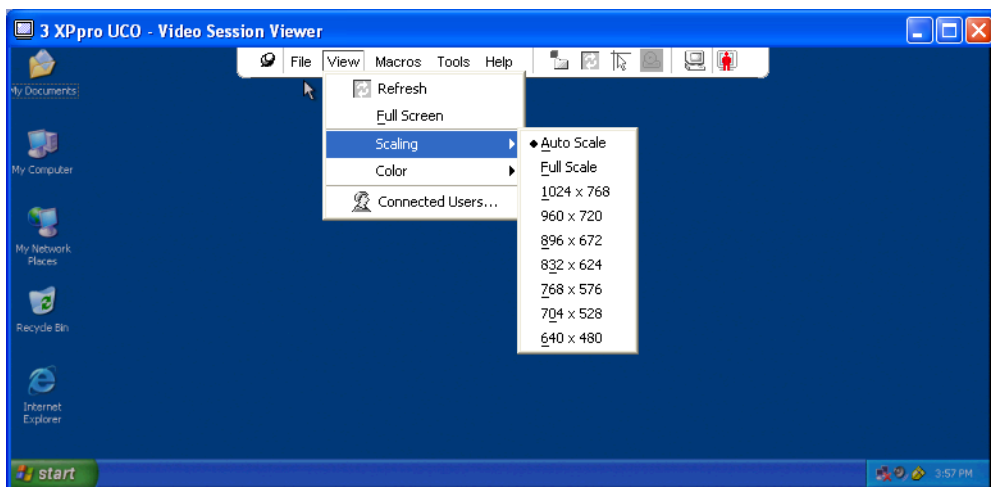 3 XPpro UCO - Video Session Viewer
File View Macros Tools Help
My Documents
Refresh
Full Screen
Scaling
Color
Connected Users...
Auto Scale
Full Scale
1024 x 768
960 x 720
896 x 672
832 x 624
768 x 576
704 x 528
640 x 480
My Computer
My Network
Places
Recycle Bin
Internet
Explorer
start
3:57 PM